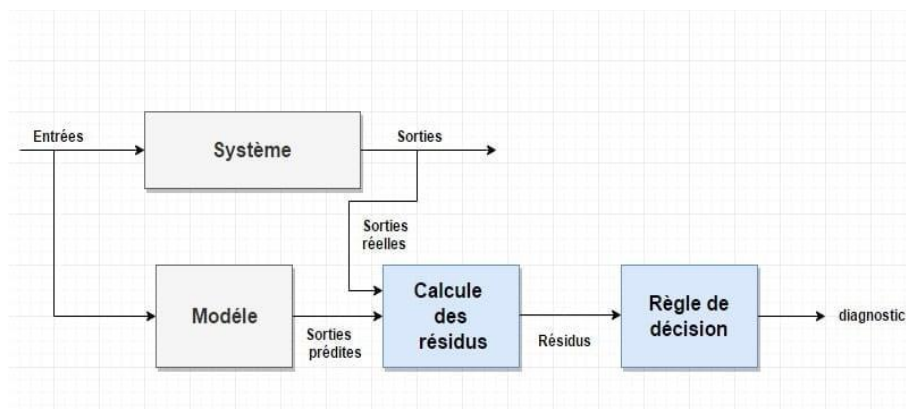 Entrées
Système
Sorties
Sorties
réelles
Modéle
Sorties
prédites
Calcule
des
résidus
Résidus
Règle de
décision
diagnostic